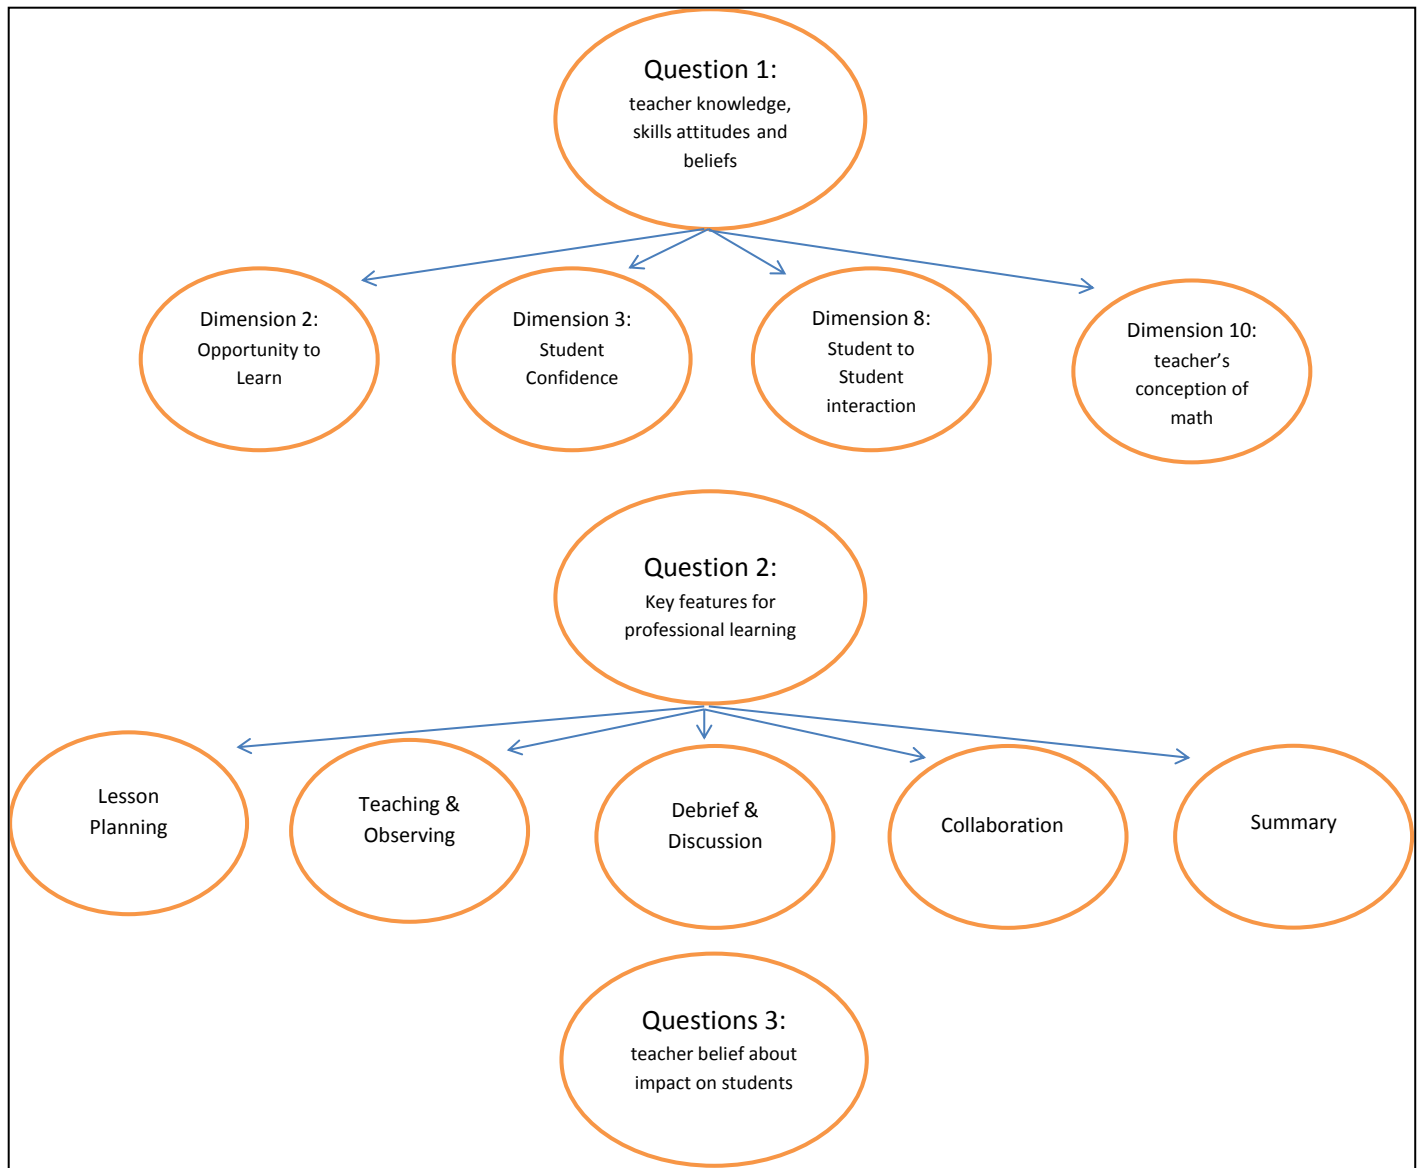 Question 1:
teacher knowledge,
skills attitudes and
beliefs
Dimension 2:
Opportunity to
Learn
Dimension 3:
Student
Confidence
Dimension 8:
Student to
Student
interaction
Dimension 10:
teacher’s
conception of
math
Question 2:
Key features for
professional learning
Lesson
Planning
Teaching &
Observing
Debrief &
Discussion
Collaboration
Summary
Questions 3:
teacher belief about
impact on students